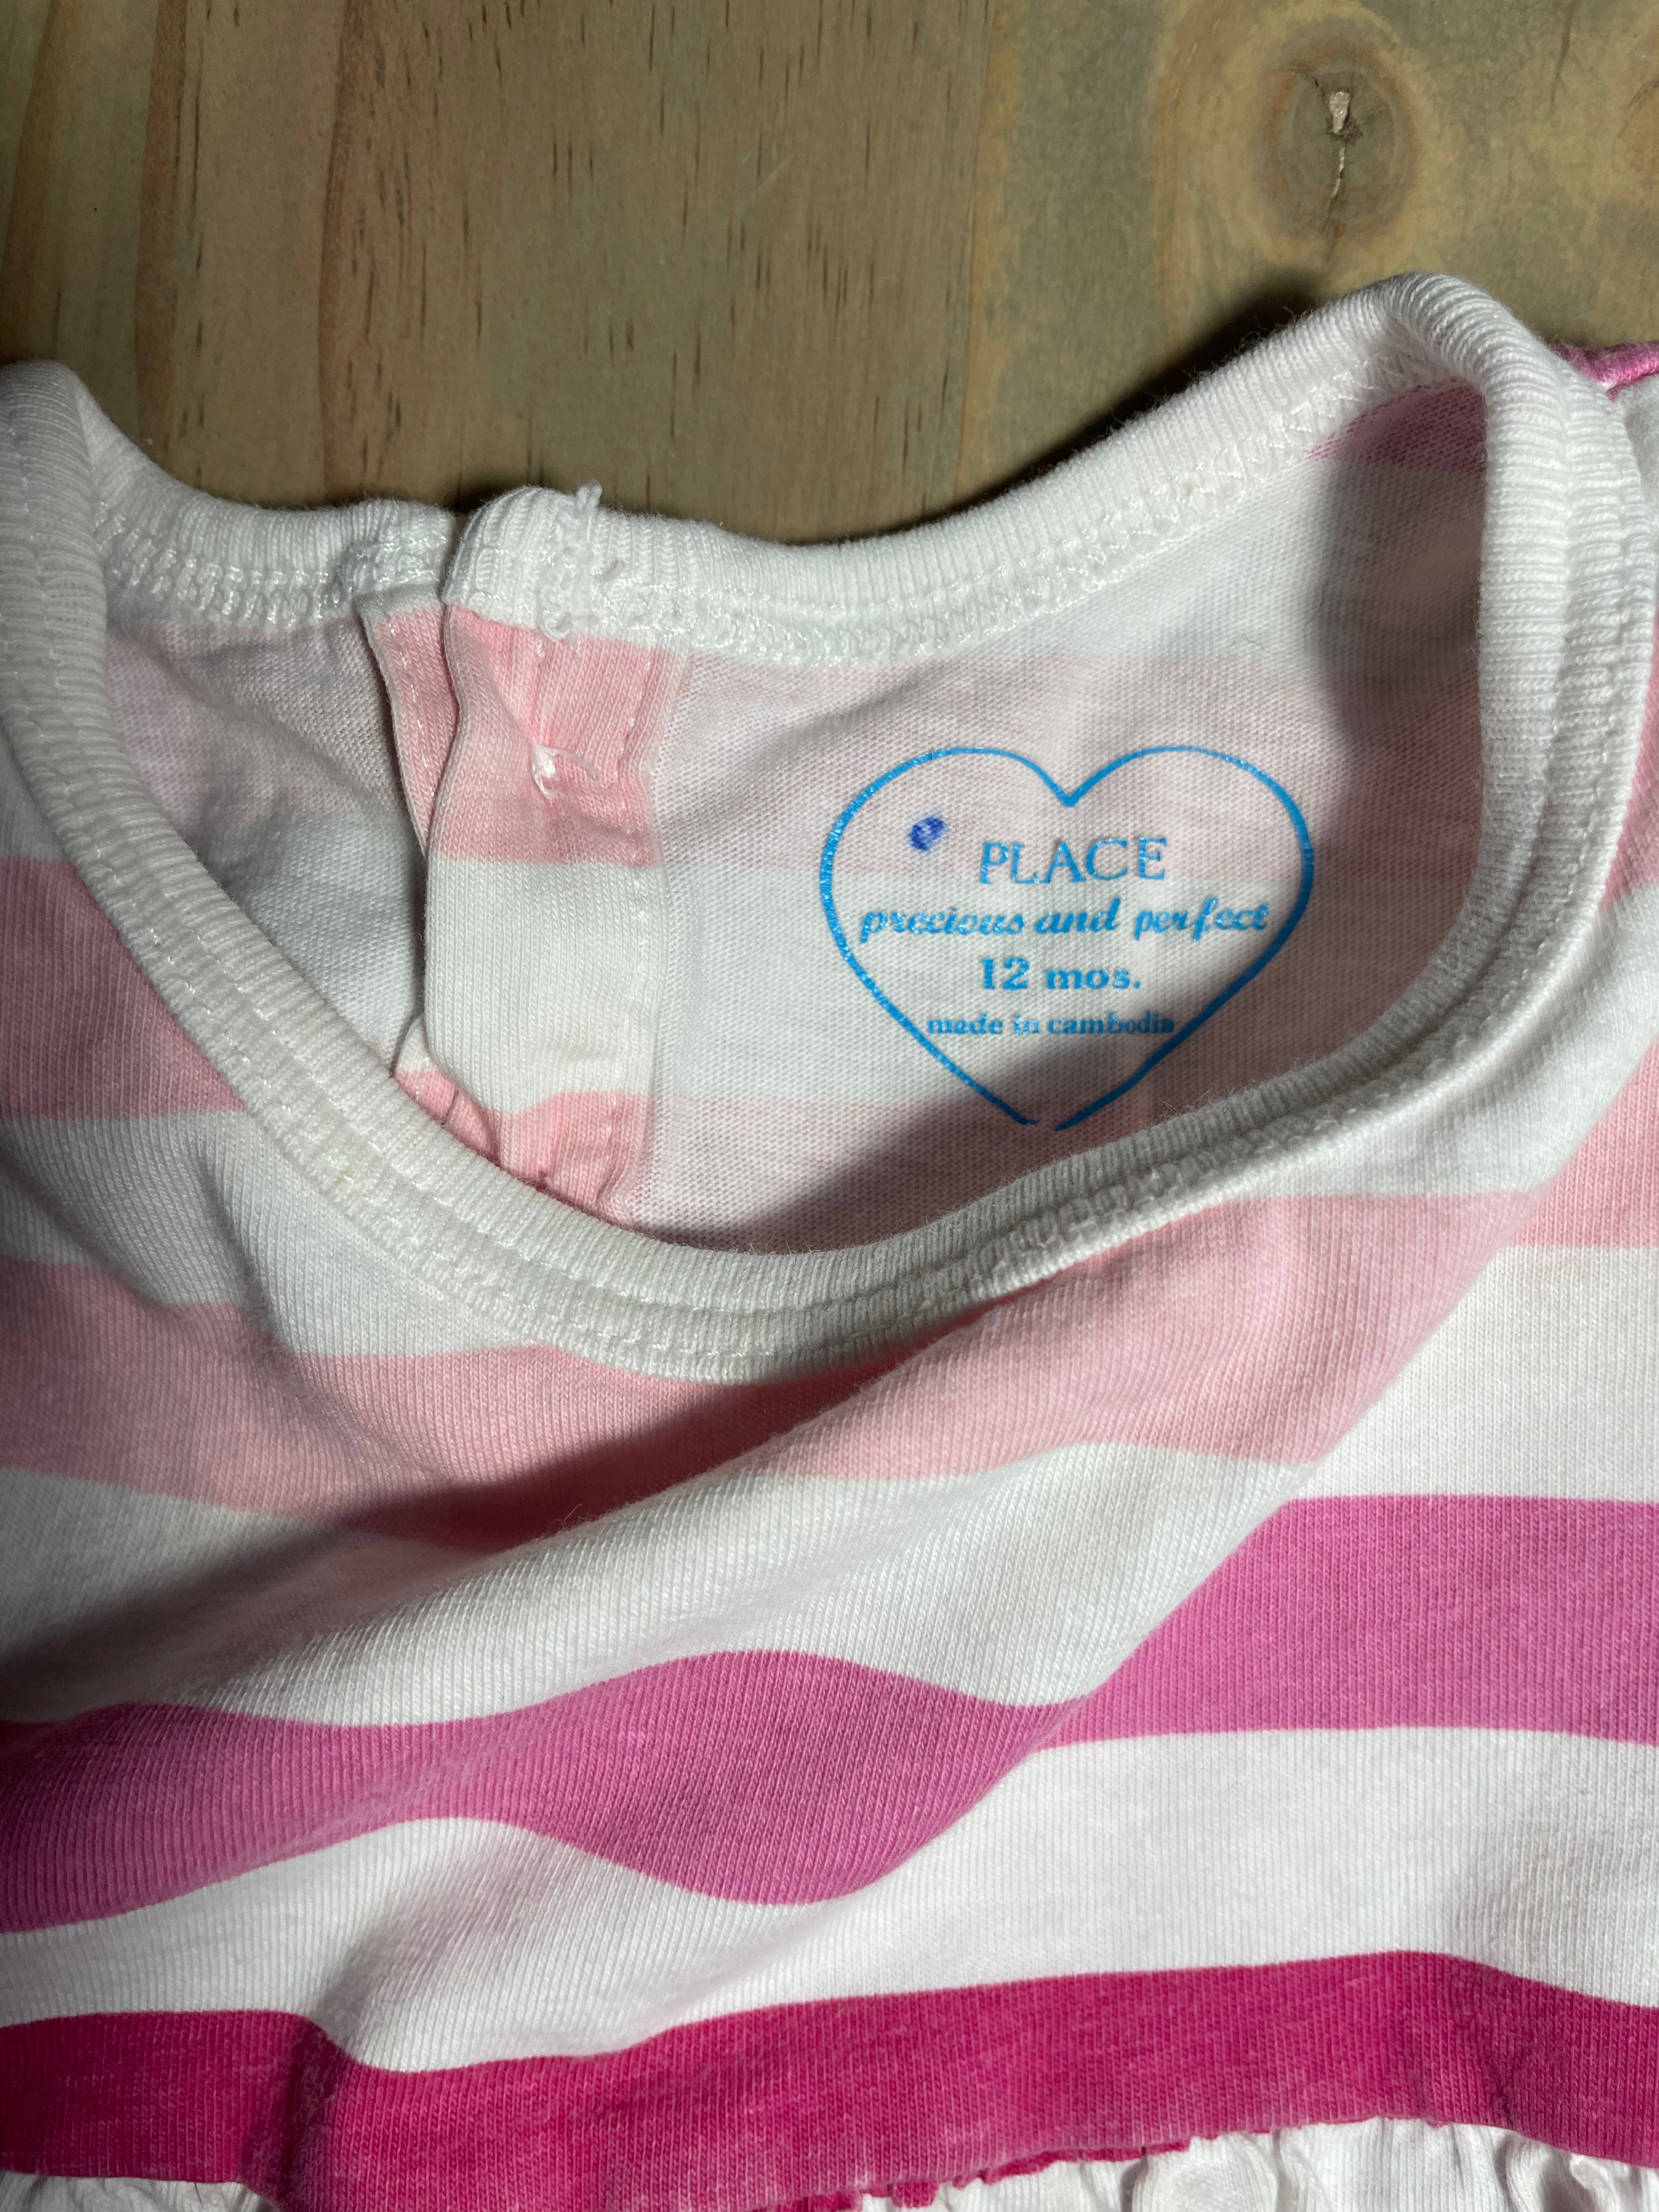 PLACE
precious and perfect
12 mos.
made in cambodia